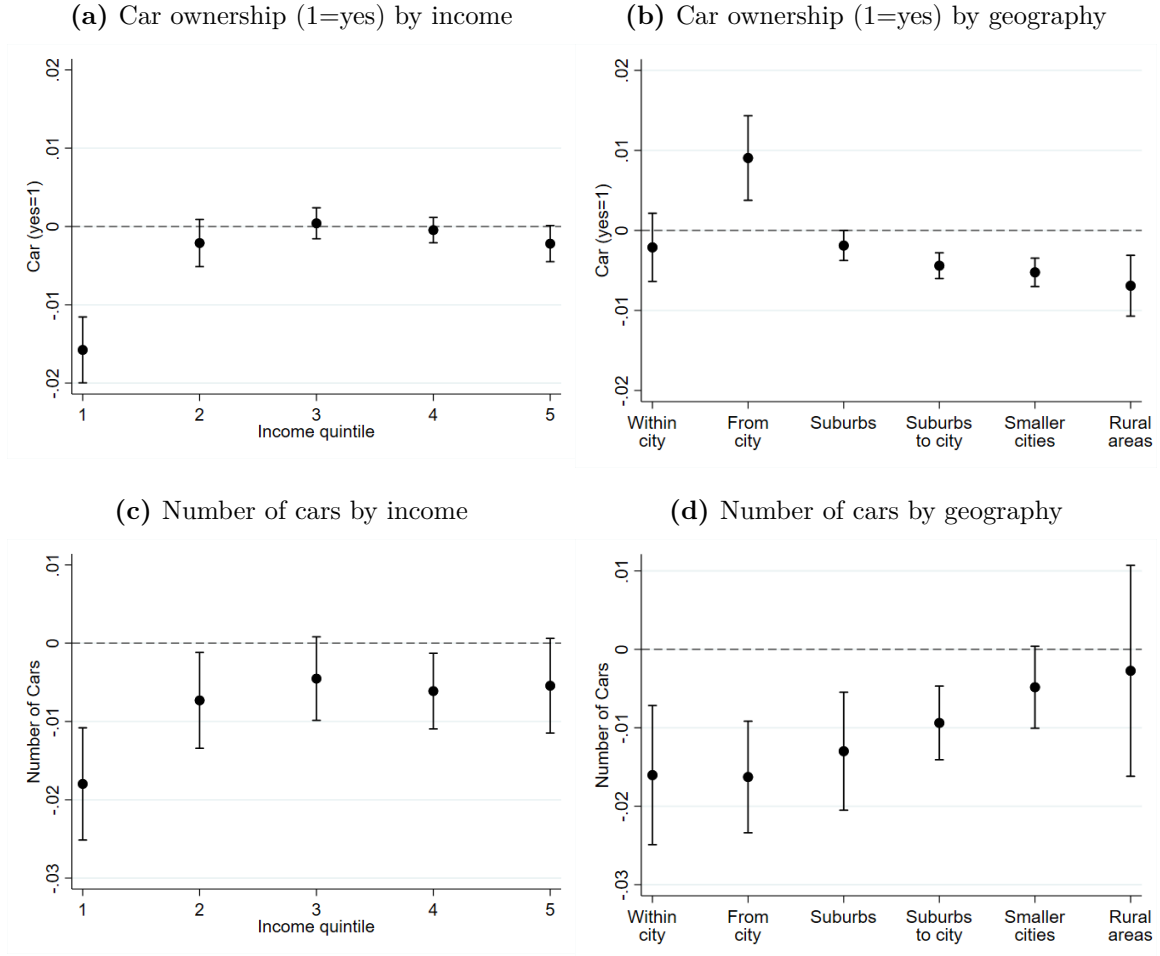 (a) Car ownership (1=yes) by income
Car (yes=1)
.02
.01
0
-.01
-.02
1 2 3 4 5
Income quintile
(b) Car ownership (1=yes) by geography
Car (yes=1)
.02
.01
0
-.01
-.02
Within From Suburbs Suburbs Smaller Rural
city city to city cities areas
(c) Number of cars by income
Number of Cars
.01
0
-.01
-.02
-.03
1 2 3 4 5
Income quintile
(d) Number of cars by geography
Number of Cars
.01
0
-.01
-.02
-.03
Within From Suburbs Suburbs Smaller Rural
city city to city cities areas